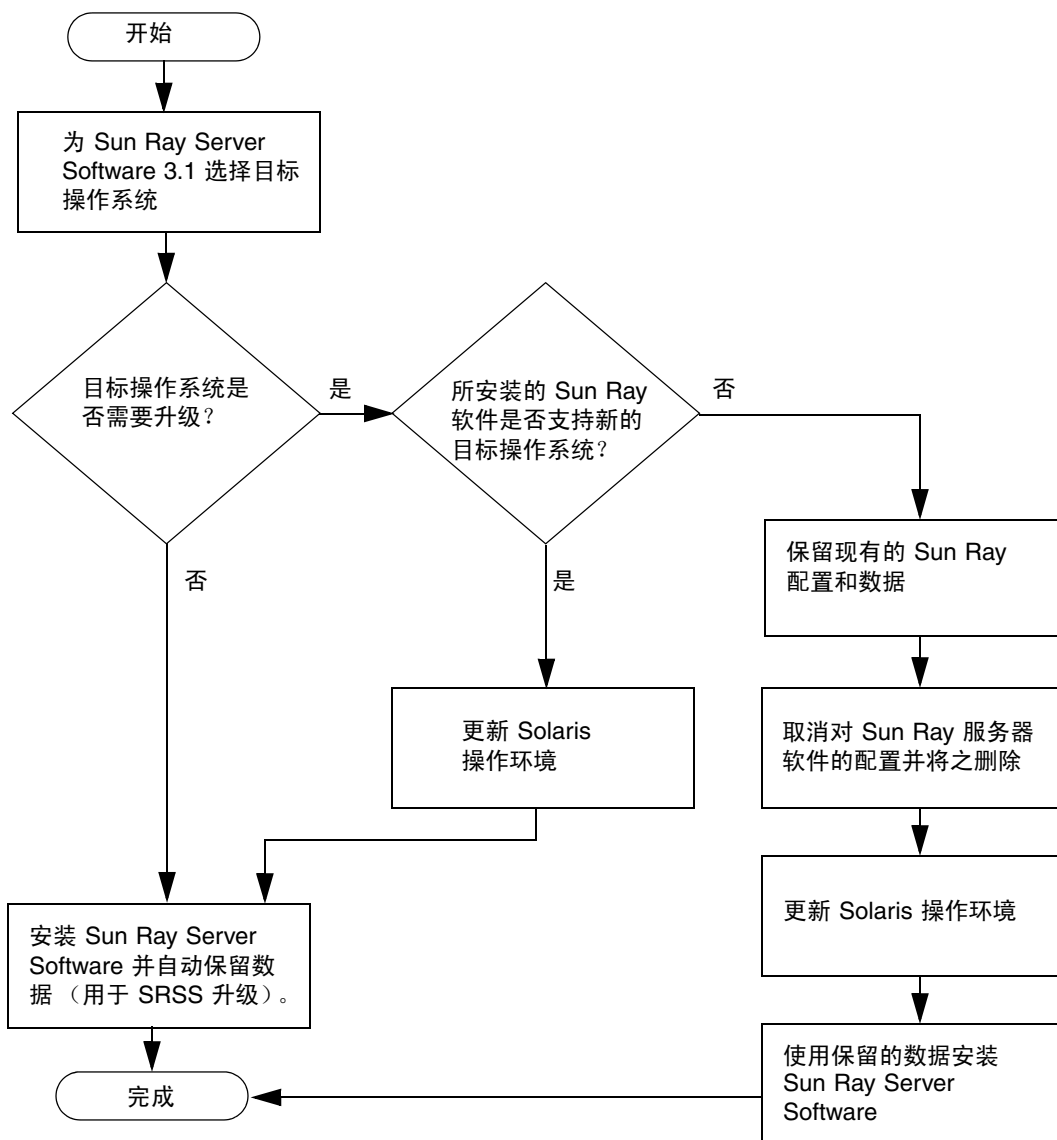 开始
为 Sun Ray Server
Software 3.1 选择目标
操作系统
目标操作系统是
否需要升级？
是
所安装的 Sun Ray
软件是否支持新的
目标操作系统？
否
否
是
保留现有的 Sun Ray
配置和数据
更新 Solaris
操作环境
取消对 Sun Ray 服务器
软件的配置并将之删除
更新 Solaris 操作环境
安装 Sun Ray Server
Software 并自动保留数
据 （用于 SRSS 升级）。
使用保留的数据安装
Sun Ray Server
Software
完成